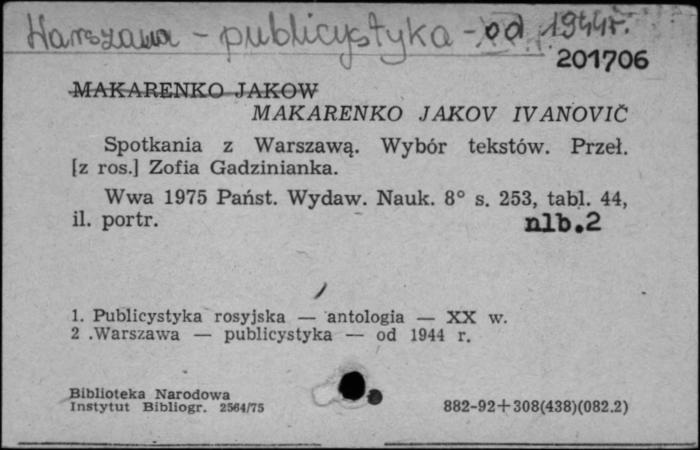 Warszawa - publicystyka - od 1944r.
201706
MAKARENKO JAKOW
MAKARENKO JAKOV IVANOVIČ
Spotkania z Warszawą. Wybór tekstów. Przeł.
[z ros.] Zofia Gadzinianka.
Wwa 1975 Państ. Wydaw. Nauk. 8° s. 253, tabl. 44,
il. portr.
nlb.2
1. Publicystyka rosyjska — antologia — XX w.
2 .Warszawa — publicystyka — od 1944 r.
Biblioteka Narodowa
Instytut Bibliogr. 2564/75
882-92+308(438)(082.2)